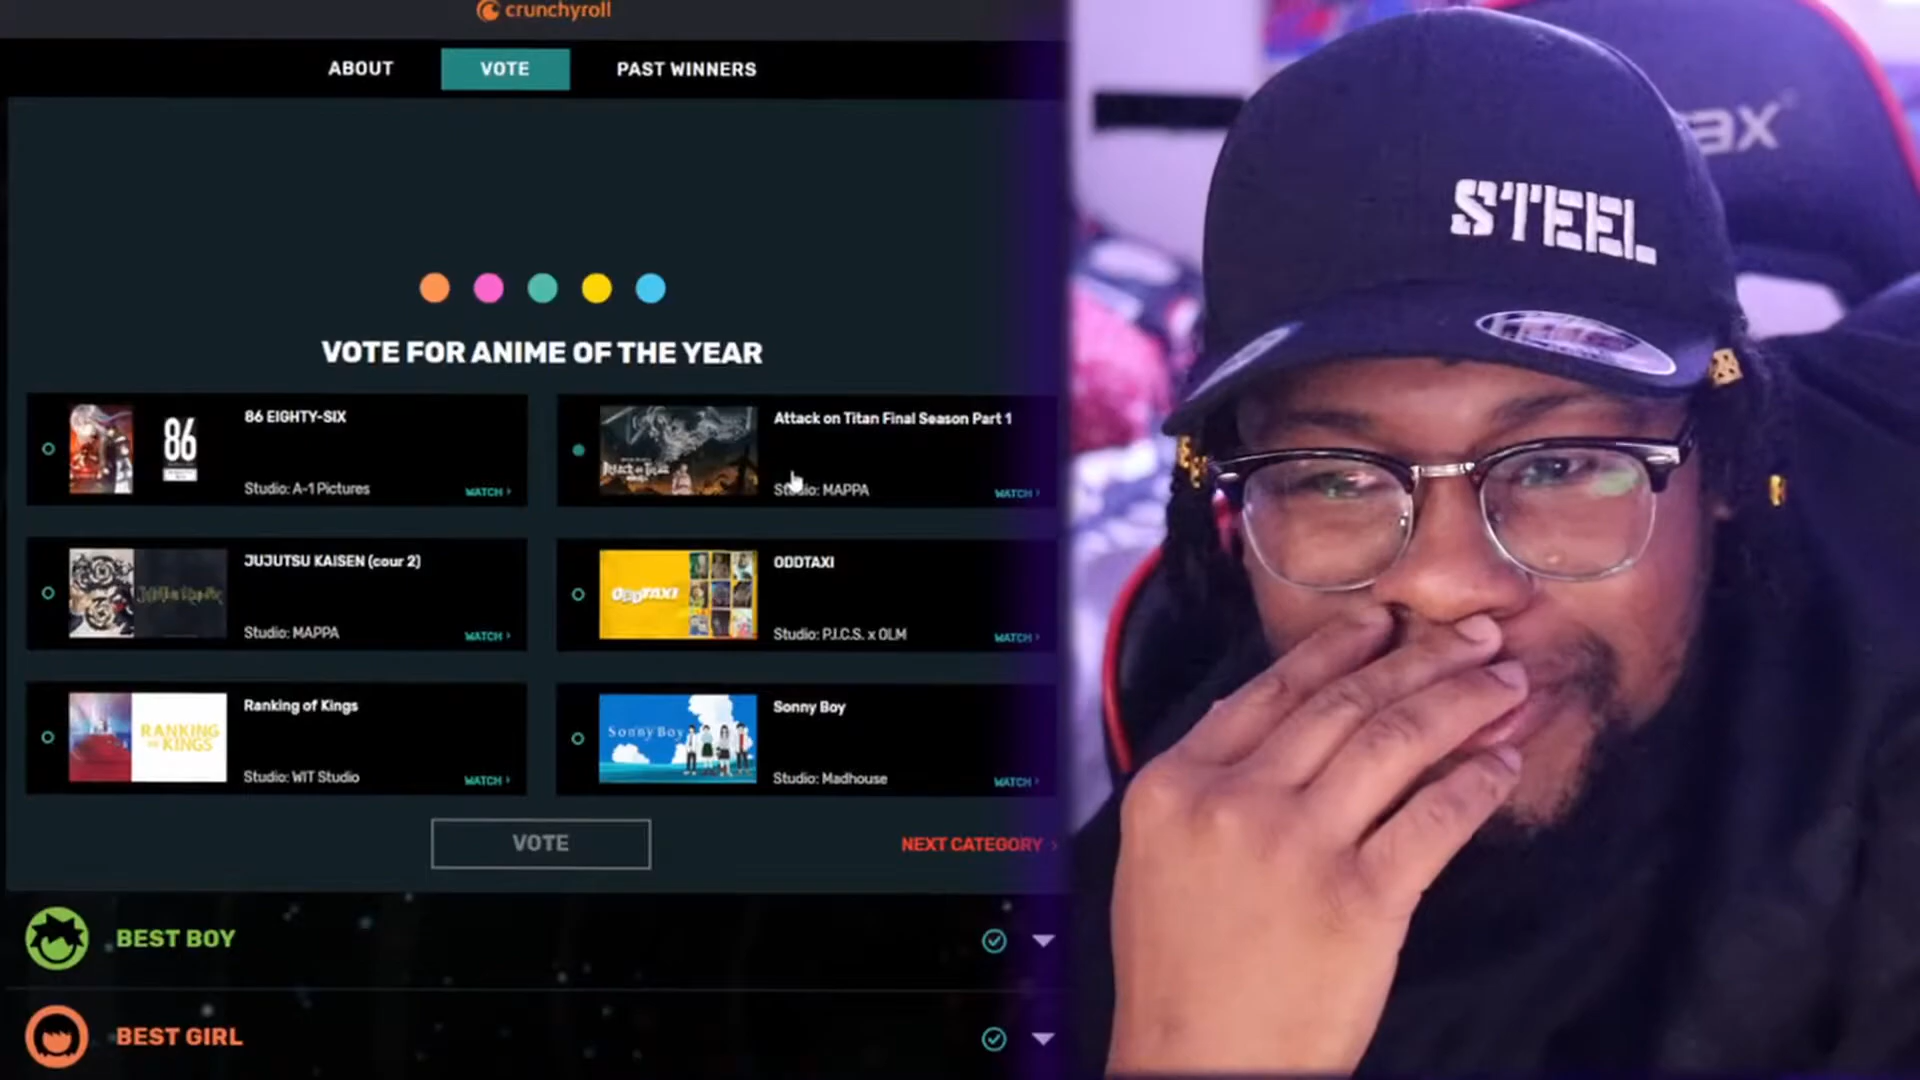 crunchyroll
ABOUT
VOTE
PAST WINNERS
VOTE FOR ANIME OF THE YEAR
86
86 EIGHTY-SIX
Studio: A-1 Pictures
WATCH
Attack on Titan
Attack on Titan Final Season Part 1
Studio: MAPPA
WATCH
JUJUTSU KAISEN (cour 2)
Studio: MAPPA
WATCH
ODDTAXI
ODDTAXI
Studio: P.I.C.S. x OLM
WATCH
RANKING
OF KINGS
Ranking of Kings
Studio: WIT Studio
WATCH
Sonny Boy
Sonny Boy
Studio: Madhouse
WATCH
VOTE
NEXT CATEGORY
BEST BOY
BEST GIRL
STEEL